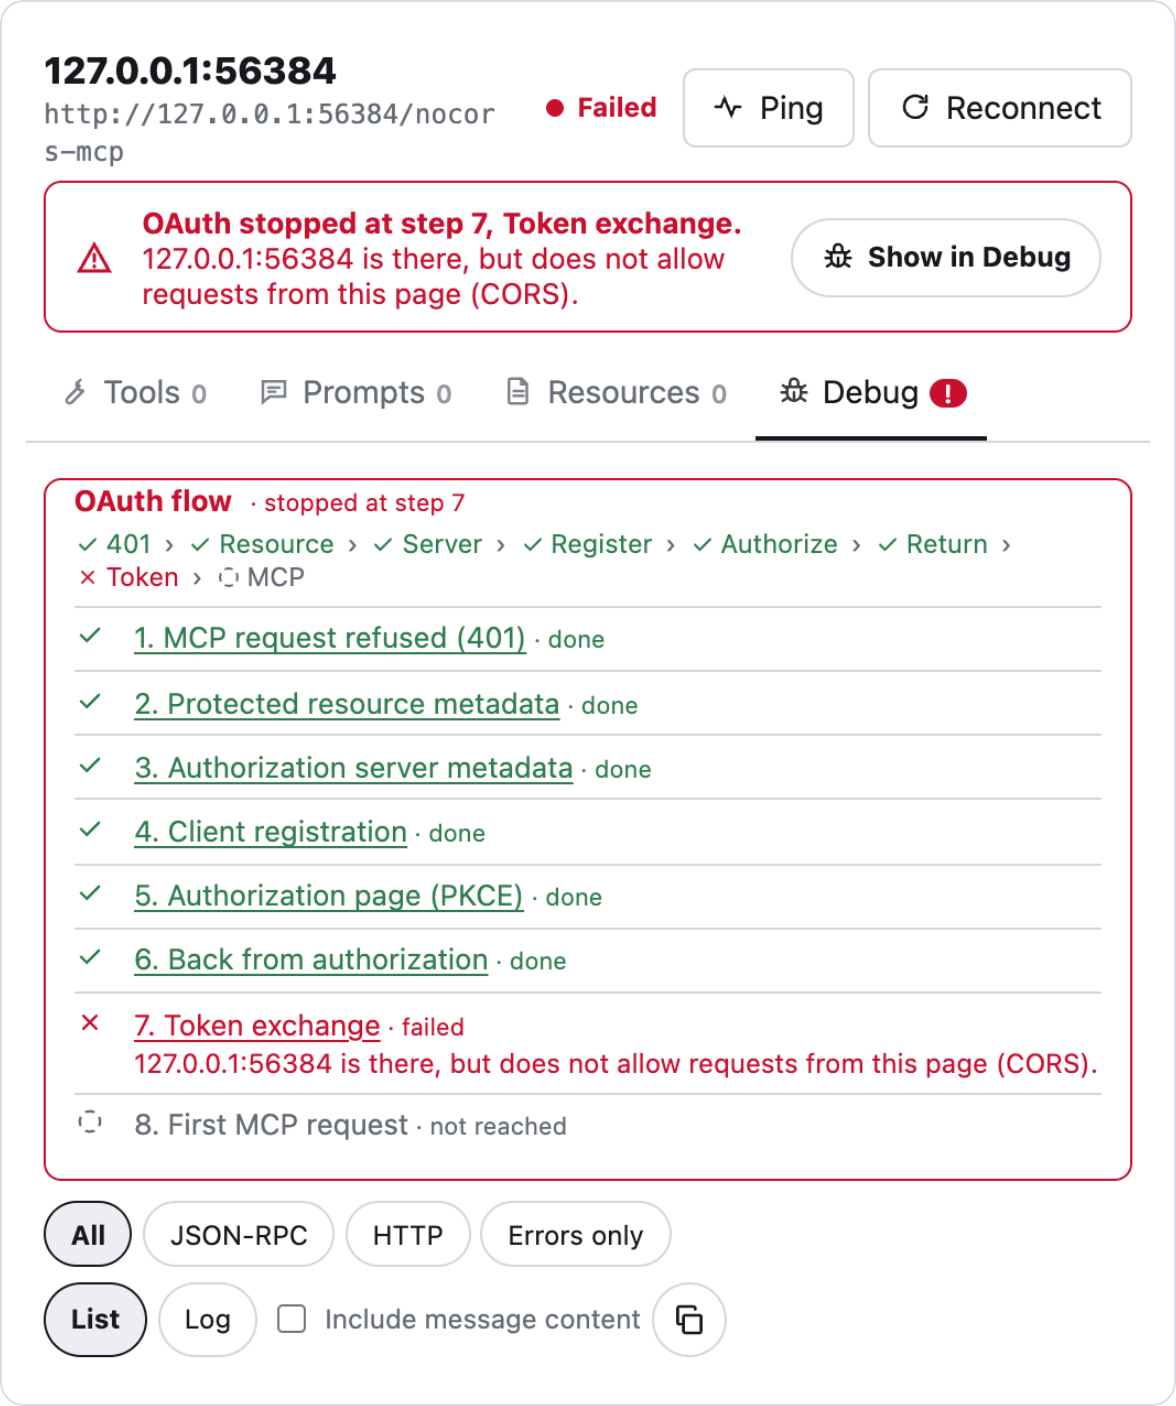 127.0.0.1:56384
http://127.0.0.1:56384/nocor
s-mcp
Failed
Ping
Reconnect
OAuth stopped at step 7, Token exchange.
127.0.0.1:56384 is there, but does not allow
requests from this page (CORS).
Show in Debug
Tools 0
Prompts 0
Resources 0
Debug !
OAuth flow · stopped at step 7
✓ 401 › ✓ Resource › ✓ Server › ✓ Register › ✓ Authorize › ✓ Return ›
× Token › MCP
1. MCP request refused (401) · done
2. Protected resource metadata · done
3. Authorization server metadata · done
4. Client registration · done
5. Authorization page (PKCE) · done
6. Back from authorization · done
7. Token exchange · failed
127.0.0.1:56384 is there, but does not allow requests from this page (CORS).
8. First MCP request · not reached
All
JSON-RPC
HTTP
Errors only
List
Log
Include message content